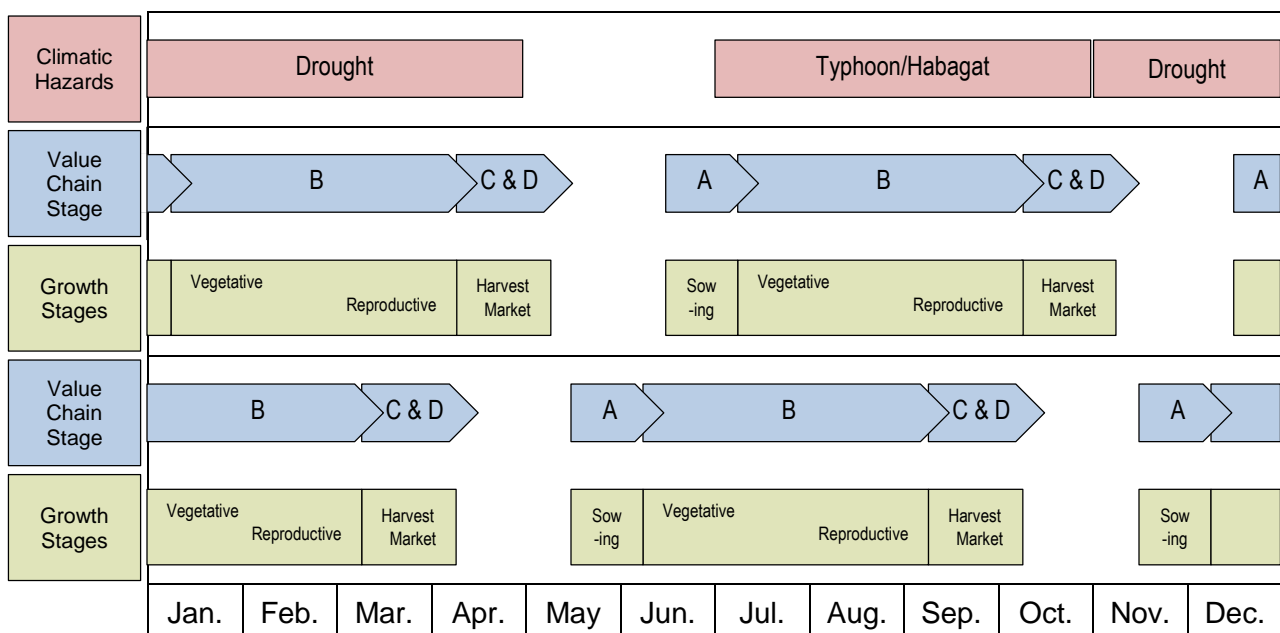 Climatic
Hazards
Drought
Typhoon/Habagat
Drought
Value
Chain
Stage
B
C & D
A
B
C & D
A
Growth
Stages
Vegetative
Reproductive
Harvest
Market
Sow
-ing
Vegetative
Reproductive
Harvest
Market
Value
Chain
Stage
B
C & D
A
B
C & D
A
Growth
Stages
Vegetative
Reproductive
Harvest
Market
Sow
-ing
Vegetative
Reproductive
Harvest
Market
Sow
-ing
Jan. Feb. Mar. Apr. May Jun. Jul. Aug. Sep. Oct. Nov. Dec.